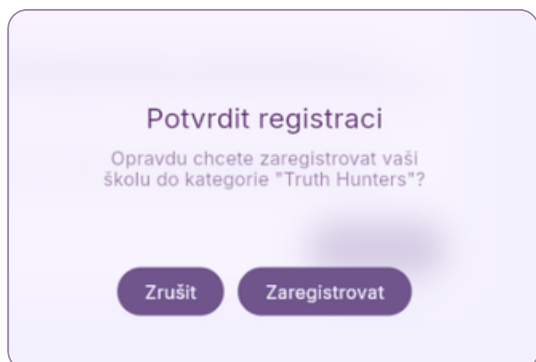 Potvrdit registraci
Opravdu chcete zaregistrovat vaši
školu do kategorie "Truth Hunters"?
Zrušit
Zaregistrovat